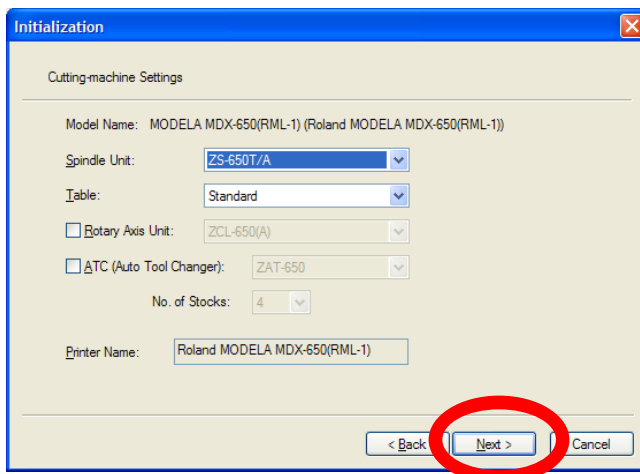 Initialization
Cutting-machine Settings
Model Name: MODELA MDX-650(RML-1) (Roland MODELA MDX-650(RML-1))
Spindle Unit: ZS-650T/A
Table: Standard
Rotary Axis Unit: ZCL-650(A)
ATC (Auto Tool Changer): ZAT-650
No. of Stocks: 4
Printer Name: Roland MODELA MDX-650(RML-1)
< Back Next > Cancel